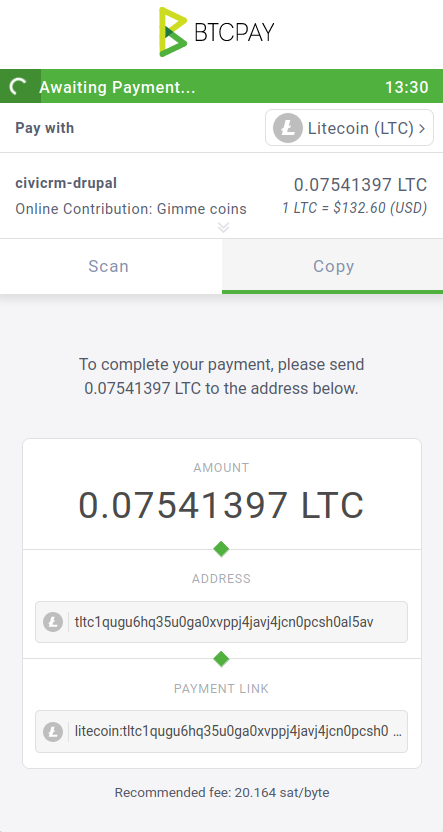 BTCPAY
Awaiting Payment... 13:30
Pay with Litecoin (LTC)
civicrm-drupal 0.07541397 LTC
Online Contribution: Gimme coins 1 LTC = $132.60 (USD)
Scan Copy
To complete your payment, please send
0.07541397 LTC to the address below.
AMOUNT
0.07541397 LTC
ADDRESS
tltc1qugu6hq35u0ga0xvppj4javj4jcn0pcsh0al5av
PAYMENT LINK
litecoin:tltc1qugu6hq35u0ga0xvppj4javj4jcn0pcsh0 ...
Recommended fee: 20.164 sat/byte